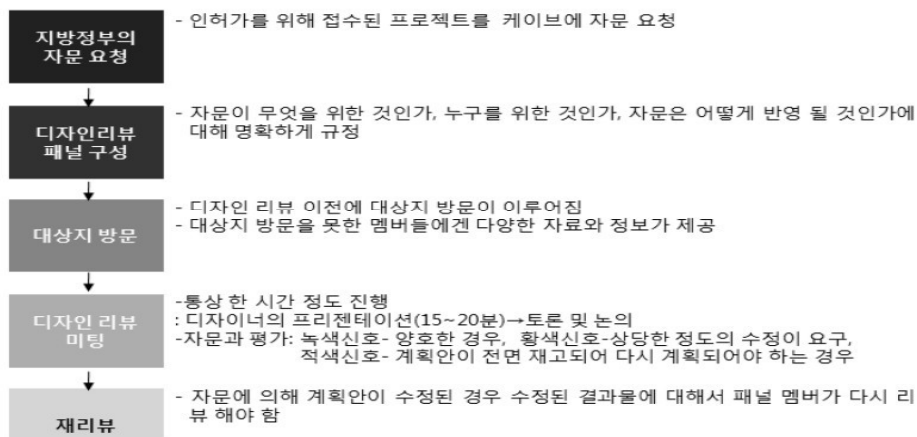 지방정부의
자문 요청
- 인허가를 위해 접수된 프로젝트를 케이브에 자문 요청
디자인리뷰
패널 구성
- 자문이 무엇을 위한 것인가, 누구를 위한 것인가, 자문은 어떻게 반영 될 것인가에
대해 명확하게 규정
대상지 방문
- 디자인 리뷰 이전에 대상지 방문이 이루어짐
- 대상지 방문을 못한 멤버들에겐 다양한 자료와 정보가 제공
디자인 리뷰
미팅
-통상 한 시간 정도 진행
: 디자이너의 프리젠테이션(15~20분)→토론 및 논의
-자문과 평가: 녹색신호- 양호한 경우, 황색신호-상당한 정도의 수정이 요구,
적색신호- 계획안이 전면 재고되어 다시 계획되어야 하는 경우
재리뷰
- 자문에 의해 계획안이 수정된 경우 수정된 결과물에 대해서 패널 멤버가 다시 리
뷰 해야 함